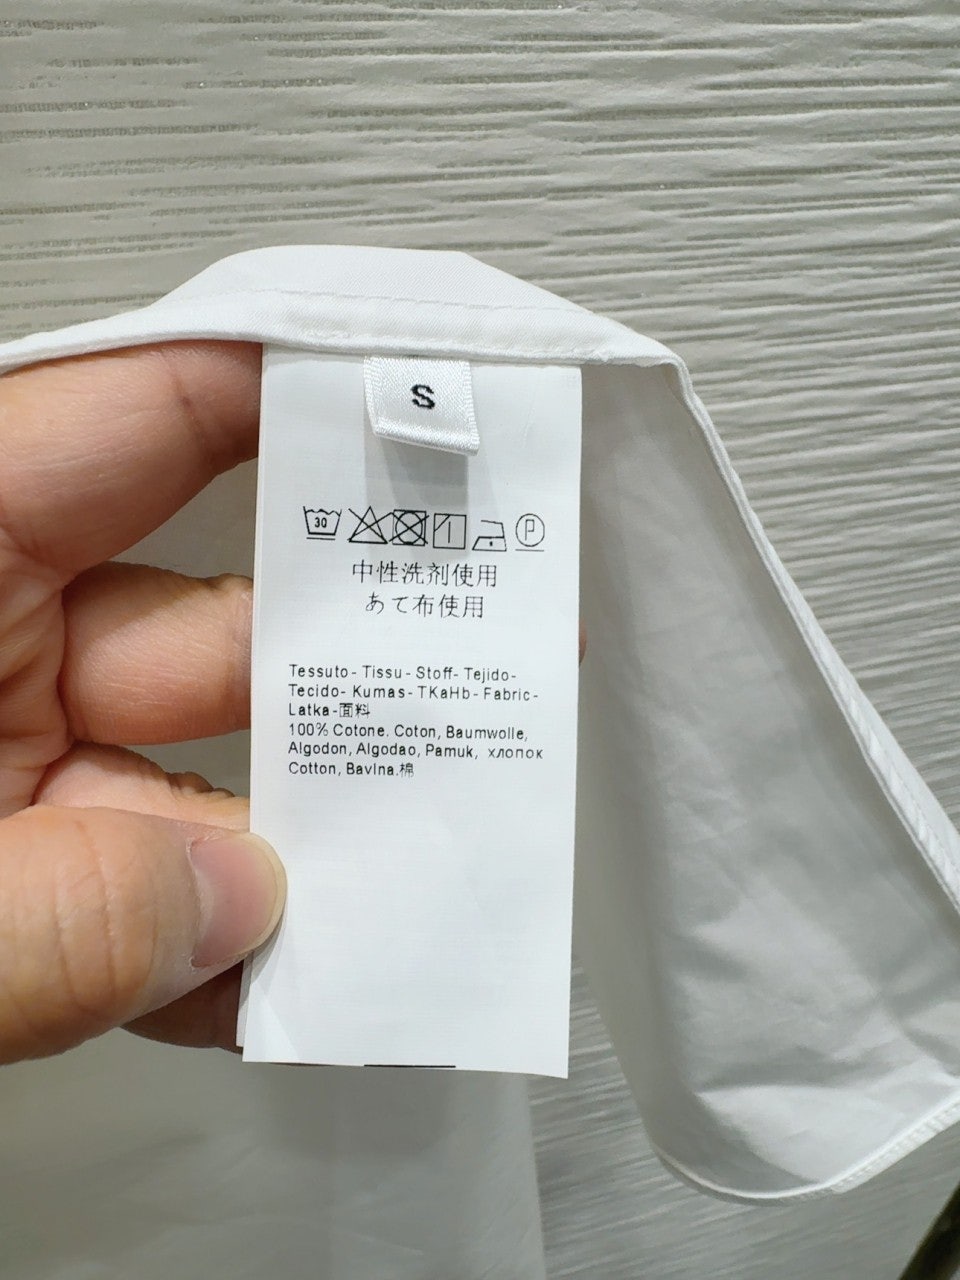 S
30 P
中性洗剤使用
あて布使用
Tessuto- Tissu- Stoff- Tejido-
Tecido- Kumas- TKaHb- Fabric-
Latka-面料
100% Cotone. Coton, Baumwolle,
Algodon, Algodao, Pamuk, хлопок
Cotton, Bavlna.棉